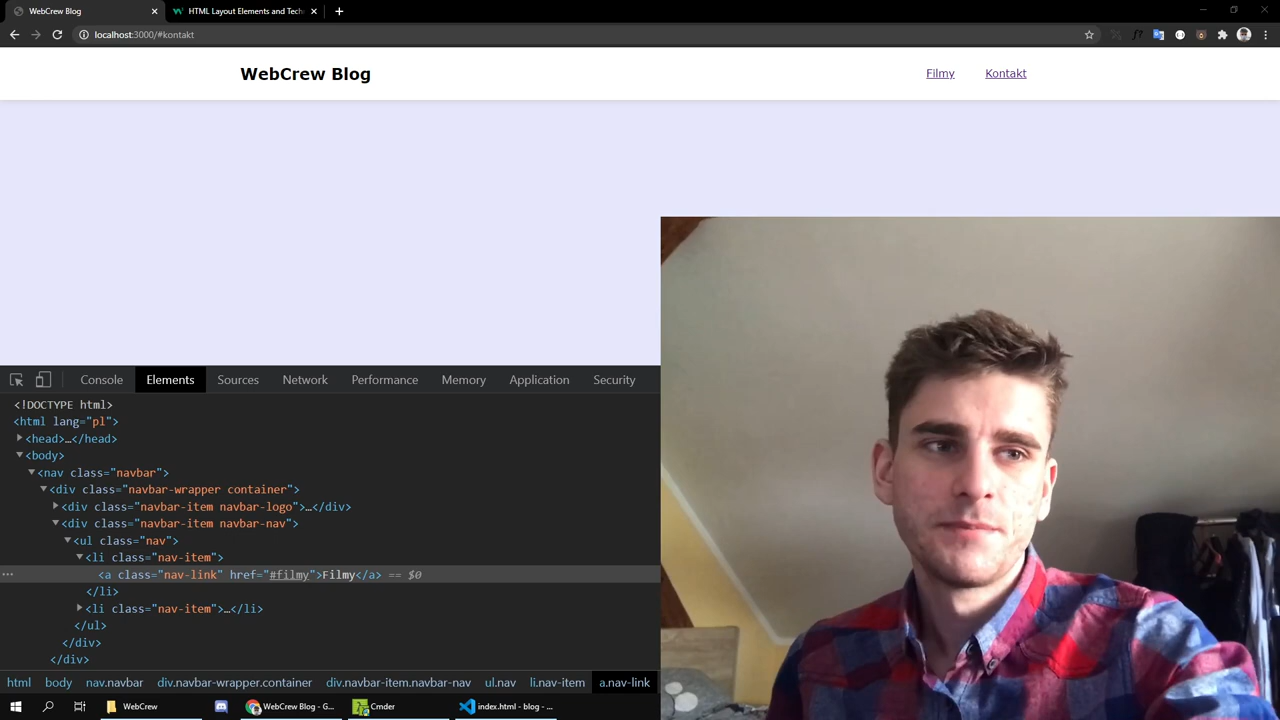 WebCrew Blog
HTML Layout Elements and Tech
localhost:3000/#kontakt
WebCrew Blog
Filmy
Kontakt
Console
Elements
Sources
Network
Performance
Memory
Application
Security
<!DOCTYPE html>
<html lang="pl">
<head>…</head>
<body>
<nav class="navbar">
<div class="navbar-wrapper container">
<div class="navbar-item navbar-logo">…</div>
<div class="navbar-item navbar-nav">
<ul class="nav">
<li class="nav-item">
<a class="nav-link" href="#filmy">Filmy</a> == $0
</li>
<li class="nav-item">…</li>
</ul>
</div>
</div>
html body nav.navbar div.navbar-wrapper.container div.navbar-item.navbar-nav ul.nav li.nav-item a.nav-link
WebCrew
WebCrew Blog - G...
Cmder
index.html - blog - ...